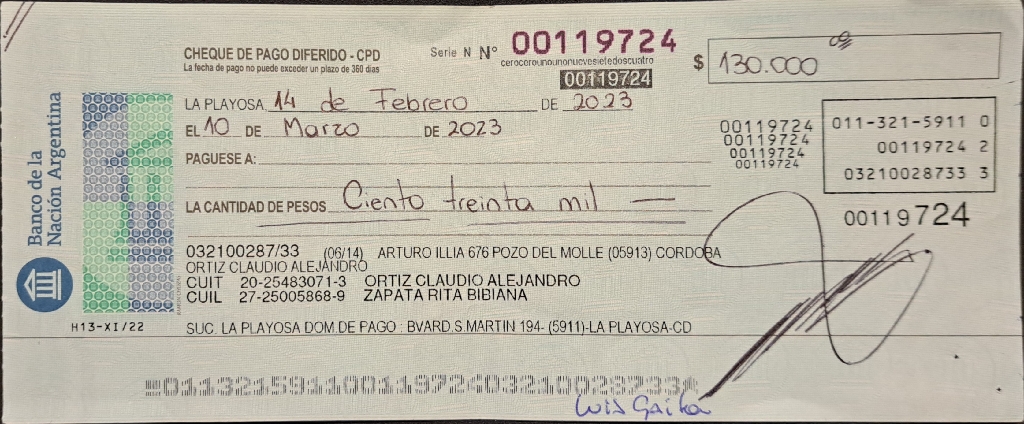 CHEQUE DE PAGO DIFERIDO - CPD
La fecha de pago no puede exceder un plazo de 360 días
Serie N Nº 00119724
cerocerounounonuevesietedoscuatro
00119724
$ 130.000
LA PLAYOSA 14 de Febrero DE 2023
EL 10 DE Marzo DE 2023
PAGUESE A:
LA CANTIDAD DE PESOS Ciento treinta mil —
00119724
00119724
00119724
00119724
011-321-5911 0
00119724 2
03210028733 3
00119724
Banco de la
Nación Argentina
032100287/33 (06/14) ARTURO ILLIA 676 POZO DEL MOLLE (05913) CORDOBA
ORTIZ CLAUDIO ALEJANDRO
CUIT 20-25483071-3 ORTIZ CLAUDIO ALEJANDRO
CUIL 27-25005868-9 ZAPATA RITA BIBIANA
H13-XI/22
SUC. LA PLAYOSA DOM.DE PAGO : BVARD.S.MARTIN 194- (5911)-LA PLAYOSA-CD
01132159110011972403210028733
Luis